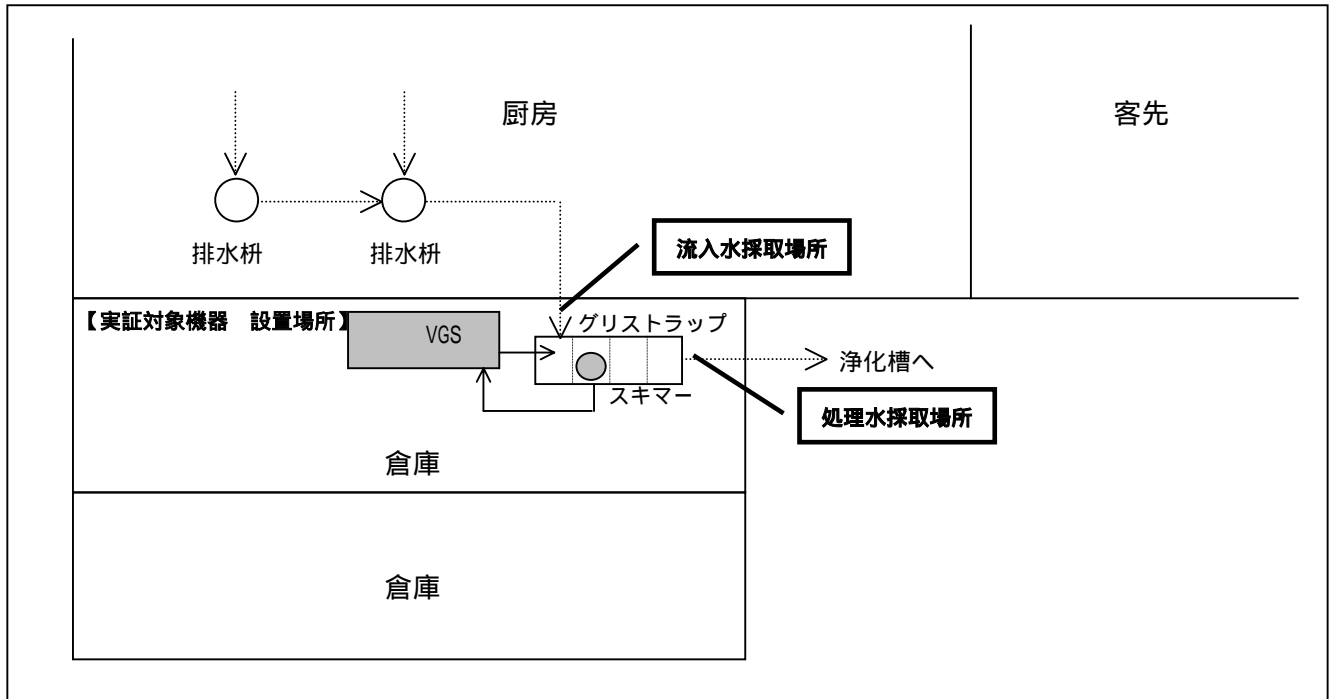 厨房
客先
排水枡
排水枡
流入水採取場所
【実証対象機器　設置場所】
VGS
グリストラップ
浄化槽へ
スキマー
処理水採取場所
倉庫
倉庫